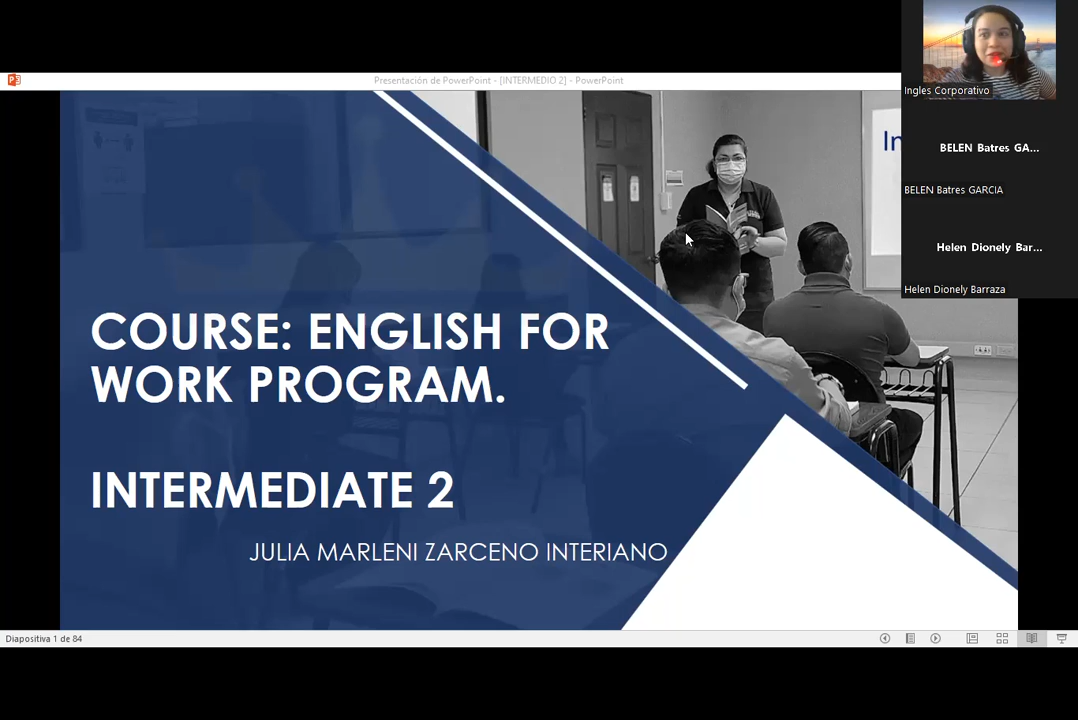 Presentación de PowerPoint - [INTERMEDIO 2] - PowerPoint
Ingles Corporativo
BELEN Batres GA...
BELEN Batres GARCIA
Helen Dionely Bar...
Helen Dionely Barraza
In
COURSE: ENGLISH FOR
WORK PROGRAM.
INTERMEDIATE 2
JULIA MARLENI ZARCENO INTERIANO
Diapositiva 1 de 84